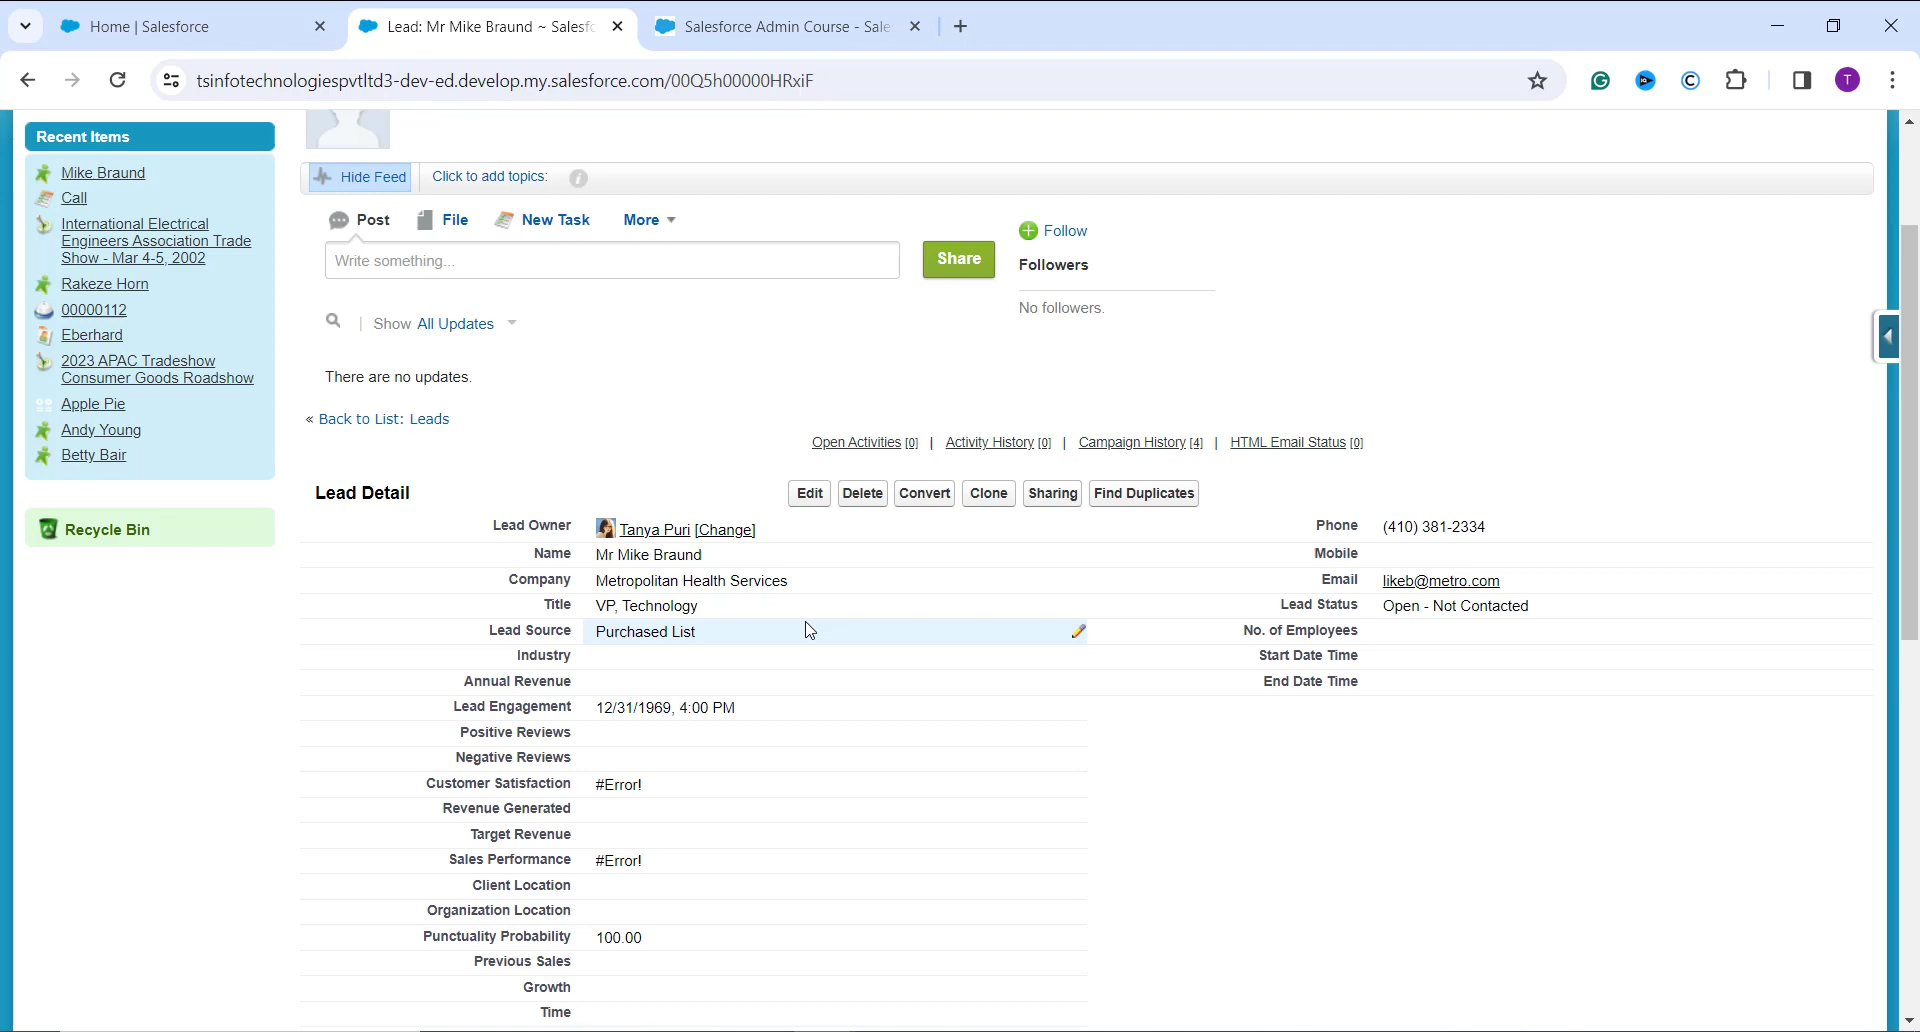 Home | Salesforce
Lead: Mr Mike Braund ~ Salesf
Salesforce Admin Course - Sale
tsinfotechnologiespvtltd3-dev-ed.develop.my.salesforce.com/00Q5h00000HRxiF
T
Recent Items
Mike Braund
Call
International Electrical
Engineers Association Trade
Show - Mar 4-5, 2002
Rakeze Horn
00000112
Eberhard
2023 APAC Tradeshow
Consumer Goods Roadshow
Apple Pie
Andy Young
Betty Bair
Recycle Bin
Hide Feed
Click to add topics:
Post File New Task More
Write something...
Share
Follow
Followers
No followers.
Show All Updates
There are no updates.
« Back to List: Leads
Open Activities [0] | Activity History [0] | Campaign History [4] | HTML Email Status [0]
Lead Detail
Edit Delete Convert Clone Sharing Find Duplicates
Lead Owner Tanya Puri [Change] Phone (410) 381-2334
Name Mr Mike Braund Mobile
Company Metropolitan Health Services Email likeb@metro.com
Title VP, Technology Lead Status Open - Not Contacted
Lead Source Purchased List No. of Employees
Industry Start Date Time
Annual Revenue End Date Time
Lead Engagement 12/31/1969, 4:00 PM
Positive Reviews
Negative Reviews
Customer Satisfaction #Error!
Revenue Generated
Target Revenue
Sales Performance #Error!
Client Location
Organization Location
Punctuality Probability 100.00
Previous Sales
Growth
Time